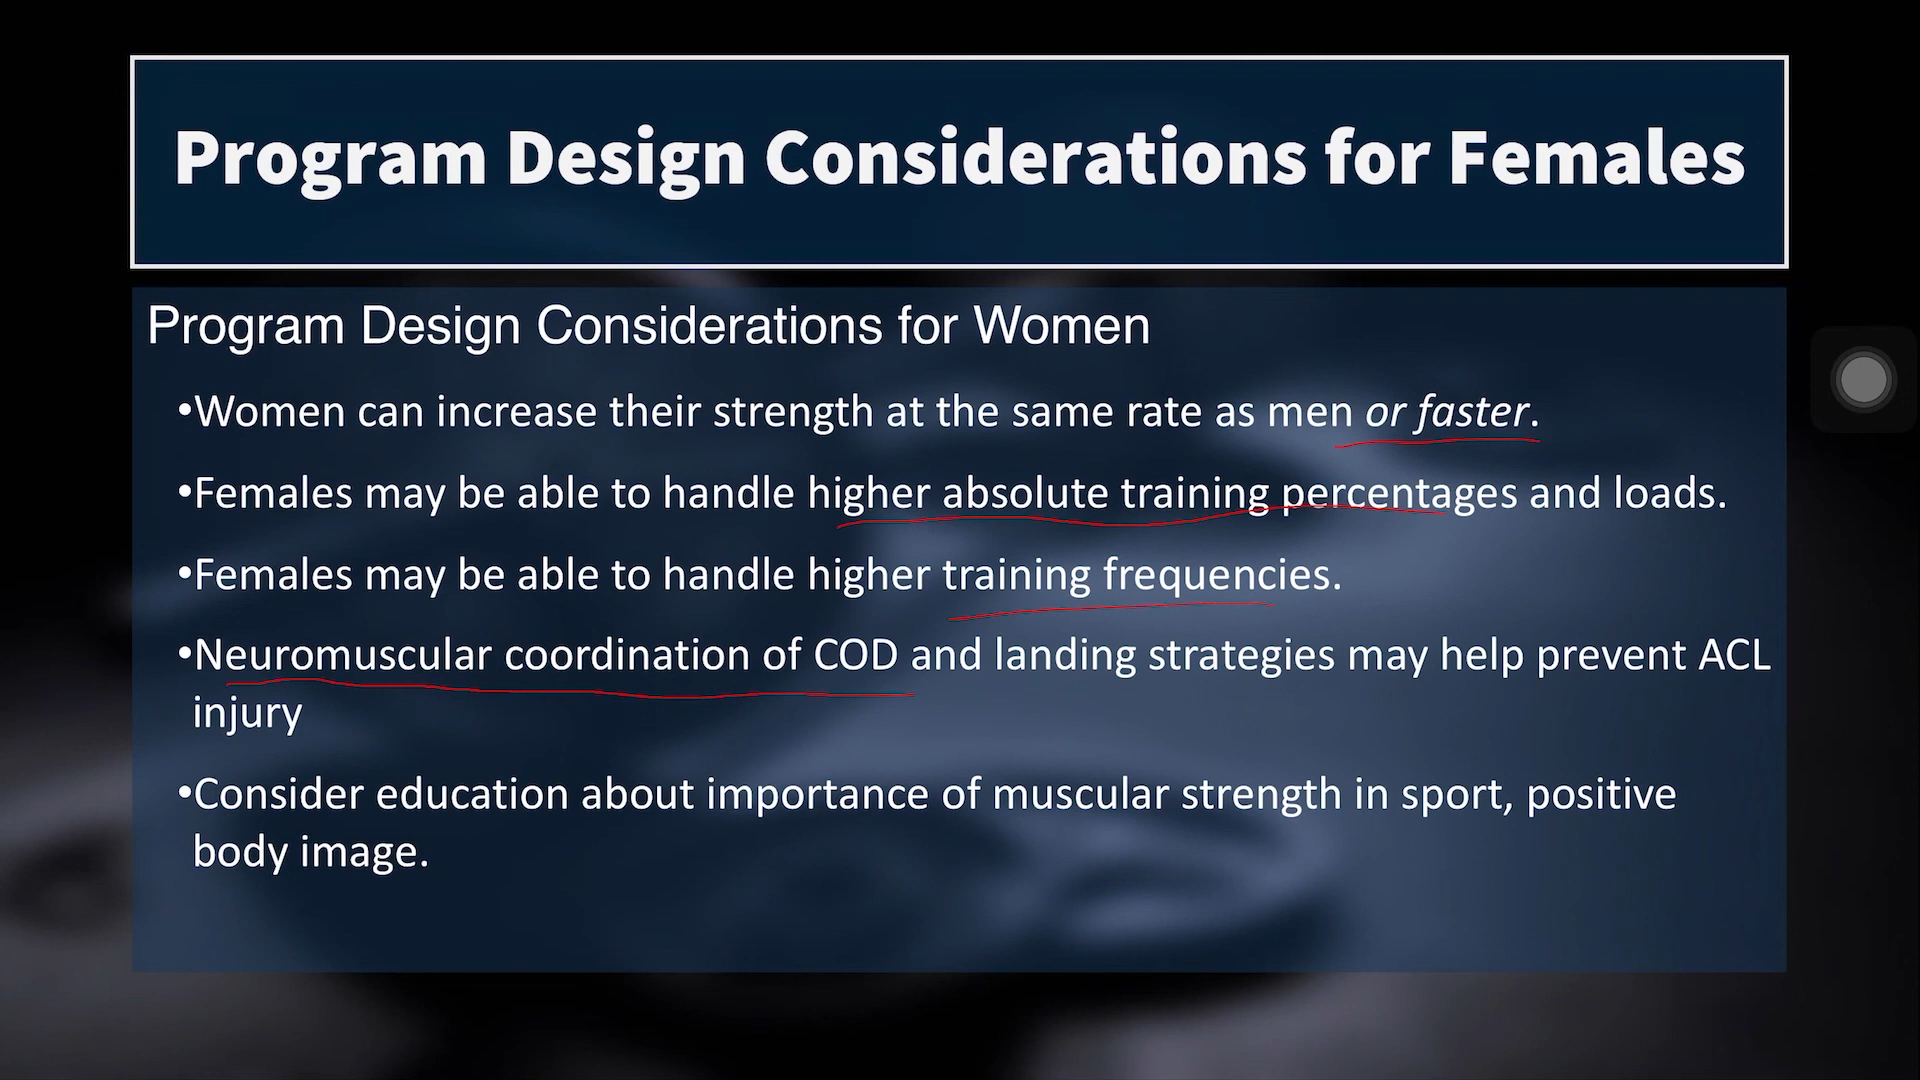 Program Design Considerations for Females
Program Design Considerations for Women
•Women can increase their strength at the same rate as men or faster.
•Females may be able to handle higher absolute training percentages and loads.
•Females may be able to handle higher training frequencies.
•Neuromuscular coordination of COD and landing strategies may help prevent ACL
injury
•Consider education about importance of muscular strength in sport, positive
body image.